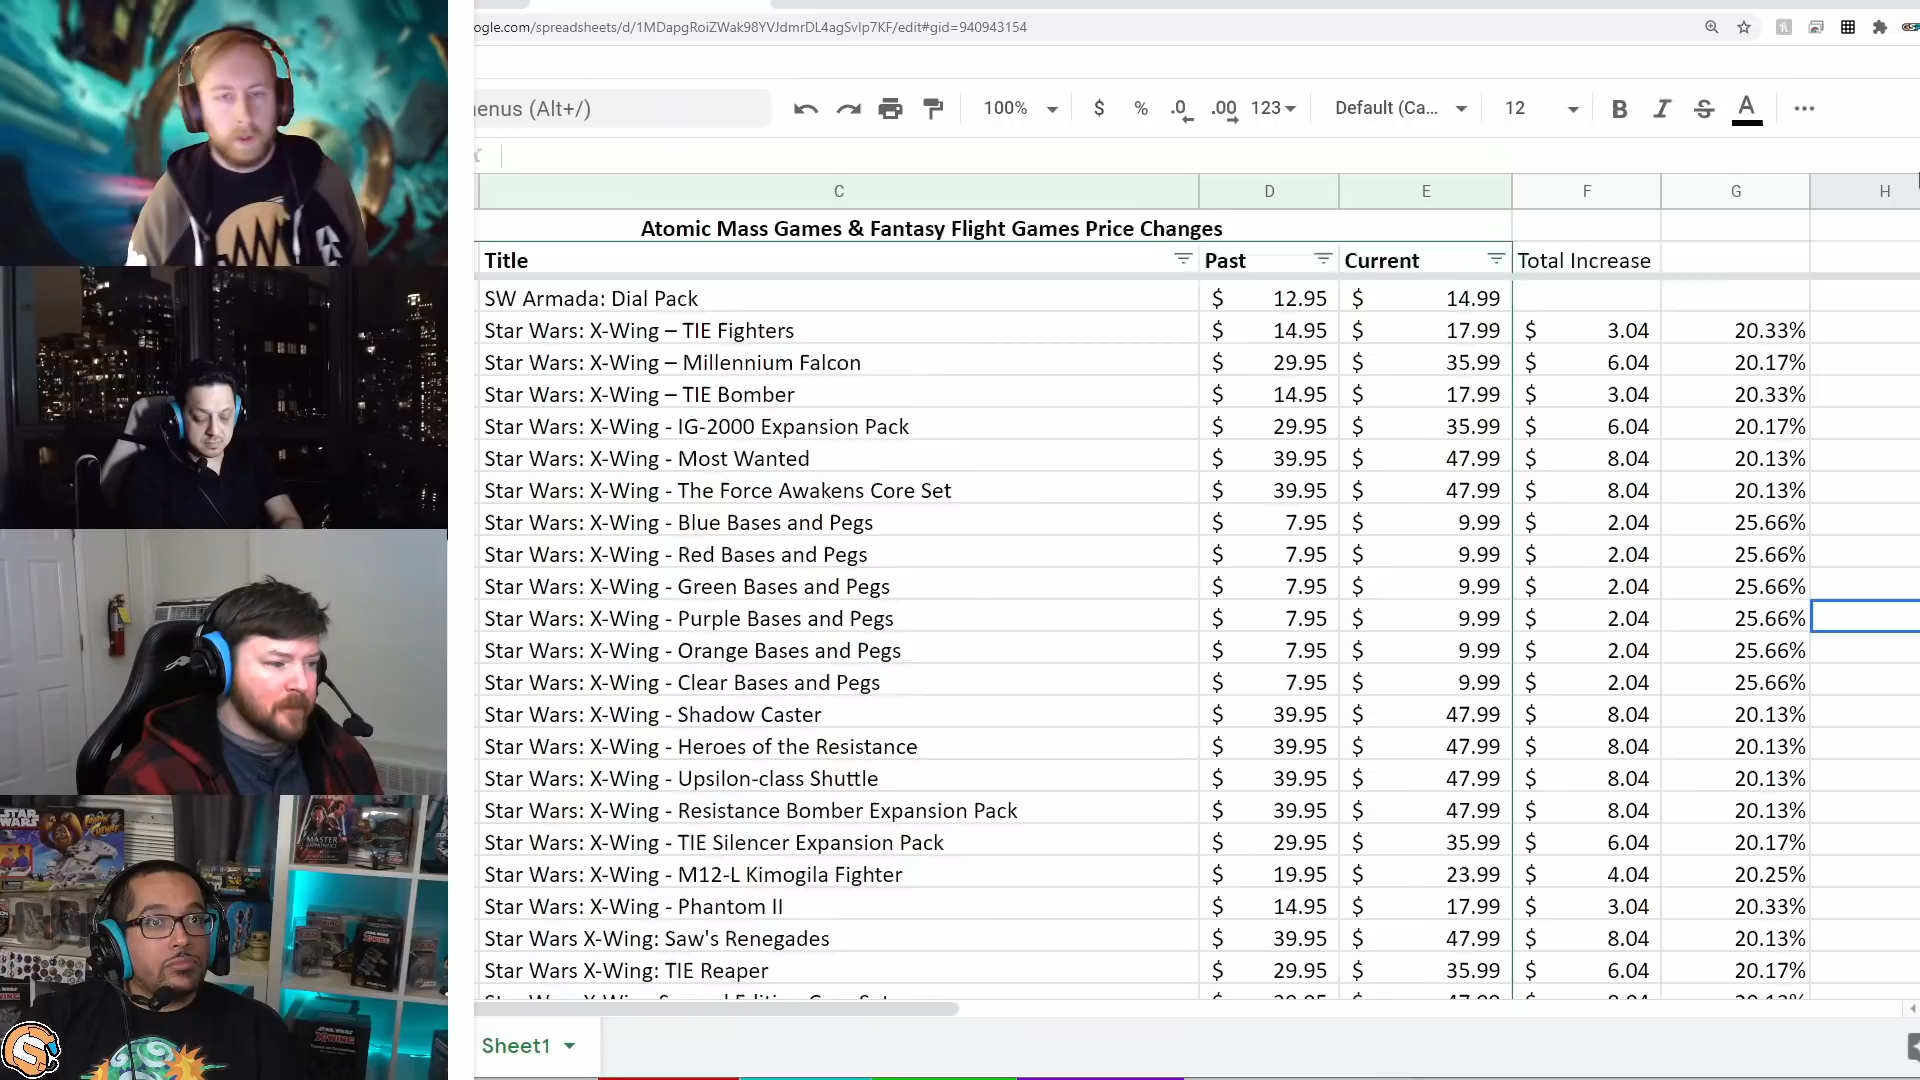 ogle.com/spreadsheets/d/1MDapgRoiZWak98YVJdmrDL4agSvIp7KF/edit#gid=940943154
enus (Alt+/)
100% $ % .0 .00 123 Default (Ca... 12 B I S A
C D E F G H
Atomic Mass Games & Fantasy Flight Games Price Changes
Title Past Current Total Increase
SW Armada: Dial Pack $ 12.95 $ 14.99
Star Wars: X-Wing – TIE Fighters $ 14.95 $ 17.99 $ 3.04 20.33%
Star Wars: X-Wing – Millennium Falcon $ 29.95 $ 35.99 $ 6.04 20.17%
Star Wars: X-Wing – TIE Bomber $ 14.95 $ 17.99 $ 3.04 20.33%
Star Wars: X-Wing - IG-2000 Expansion Pack $ 29.95 $ 35.99 $ 6.04 20.17%
Star Wars: X-Wing - Most Wanted $ 39.95 $ 47.99 $ 8.04 20.13%
Star Wars: X-Wing - The Force Awakens Core Set $ 39.95 $ 47.99 $ 8.04 20.13%
Star Wars: X-Wing - Blue Bases and Pegs $ 7.95 $ 9.99 $ 2.04 25.66%
Star Wars: X-Wing - Red Bases and Pegs $ 7.95 $ 9.99 $ 2.04 25.66%
Star Wars: X-Wing - Green Bases and Pegs $ 7.95 $ 9.99 $ 2.04 25.66%
Star Wars: X-Wing - Purple Bases and Pegs $ 7.95 $ 9.99 $ 2.04 25.66%
Star Wars: X-Wing - Orange Bases and Pegs $ 7.95 $ 9.99 $ 2.04 25.66%
Star Wars: X-Wing - Clear Bases and Pegs $ 7.95 $ 9.99 $ 2.04 25.66%
Star Wars: X-Wing - Shadow Caster $ 39.95 $ 47.99 $ 8.04 20.13%
Star Wars: X-Wing - Heroes of the Resistance $ 39.95 $ 47.99 $ 8.04 20.13%
Star Wars: X-Wing - Upsilon-class Shuttle $ 39.95 $ 47.99 $ 8.04 20.13%
Star Wars: X-Wing - Resistance Bomber Expansion Pack $ 39.95 $ 47.99 $ 8.04 20.13%
Star Wars: X-Wing - TIE Silencer Expansion Pack $ 29.95 $ 35.99 $ 6.04 20.17%
Star Wars: X-Wing - M12-L Kimogila Fighter $ 19.95 $ 23.99 $ 4.04 20.25%
Star Wars: X-Wing - Phantom II $ 14.95 $ 17.99 $ 3.04 20.33%
Star Wars X-Wing: Saw's Renegades $ 39.95 $ 47.99 $ 8.04 20.13%
Star Wars X-Wing: TIE Reaper $ 29.95 $ 35.99 $ 6.04 20.17%
Sheet1
STAR WARS
MASTER
X-WING